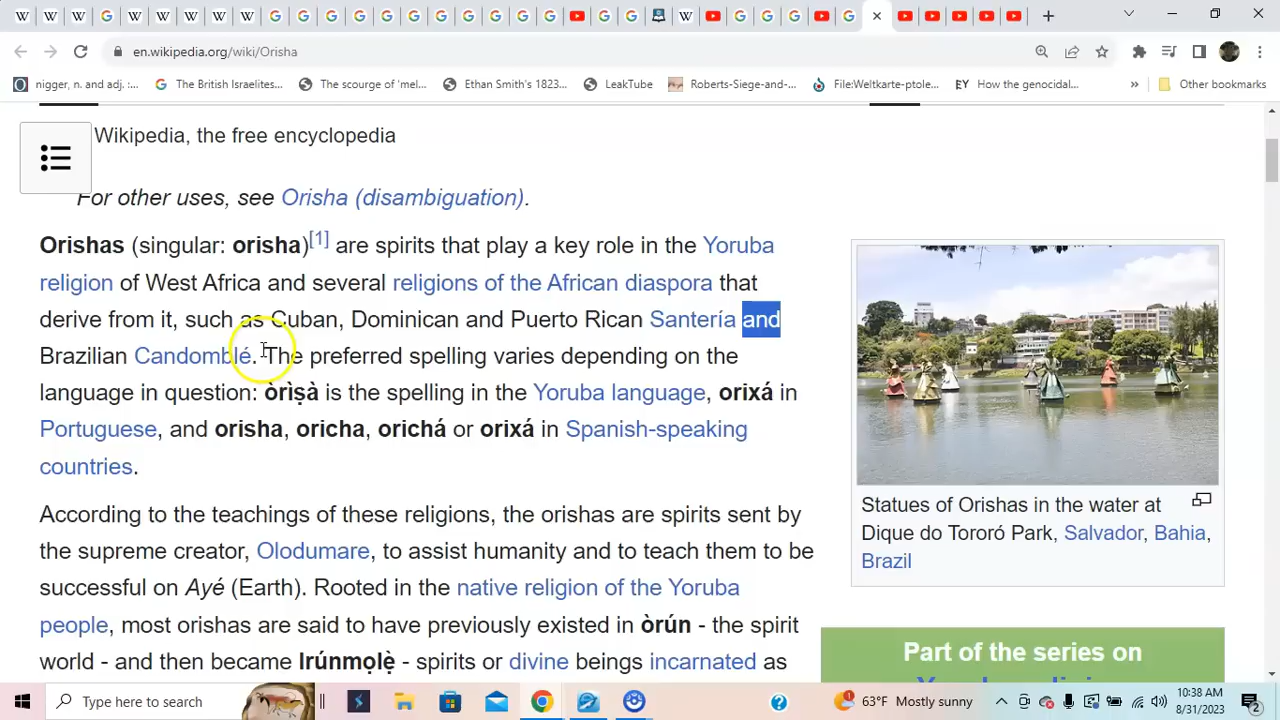 en.wikipedia.org/wiki/Orisha
nigger, n. and adj. :...
The British Israelites...
The scourge of 'mel...
Ethan Smith's 1823...
LeakTube
Roberts-Siege-and-...
File:Weltkarte-ptole...
EY How the genocidal...
»
Other bookmarks
Wikipedia, the free encyclopedia
For other uses, see Orisha (disambiguation).
Orishas (singular: orisha)[1] are spirits that play a key role in the Yoruba
religion of West Africa and several religions of the African diaspora that
derive from it, such as Cuban, Dominican and Puerto Rican Santería and
Brazilian Candomblé. The preferred spelling varies depending on the
language in question: òrìṣà is the spelling in the Yoruba language, orixá in
Portuguese, and orisha, oricha, orichá or orixá in Spanish-speaking
countries.
According to the teachings of these religions, the orishas are spirits sent by
the supreme creator, Olodumare, to assist humanity and to teach them to be
successful on Ayé (Earth). Rooted in the native religion of the Yoruba
people, most orishas are said to have previously existed in òrún - the spirit
world - and then became Irúnmọlẹ̀ - spirits or divine beings incarnated as
Statues of Orishas in the water at
Dique do Tororó Park, Salvador, Bahia,
Brazil
Part of the series on
Type here to search
63°F Mostly sunny
10:38 AM
8/31/2023